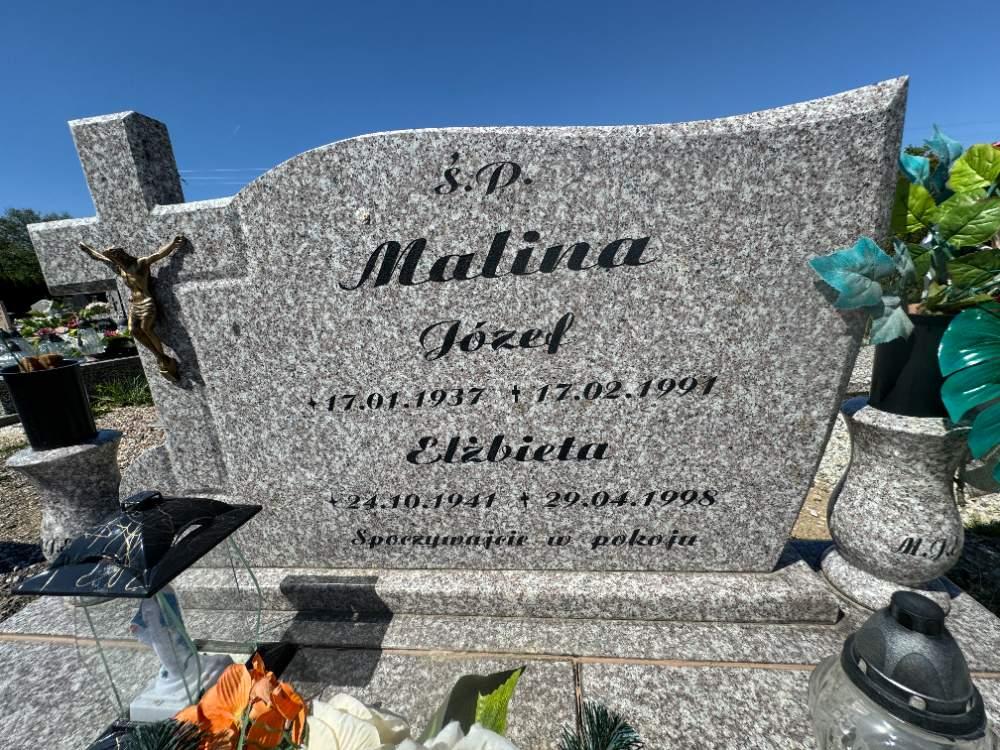 ś.P.
Malina
Józef
*17.01.1937 †17.02.1991
Elżbieta
*24.10.1941 † 29.04.1998
Spoczywajcie w pokoju